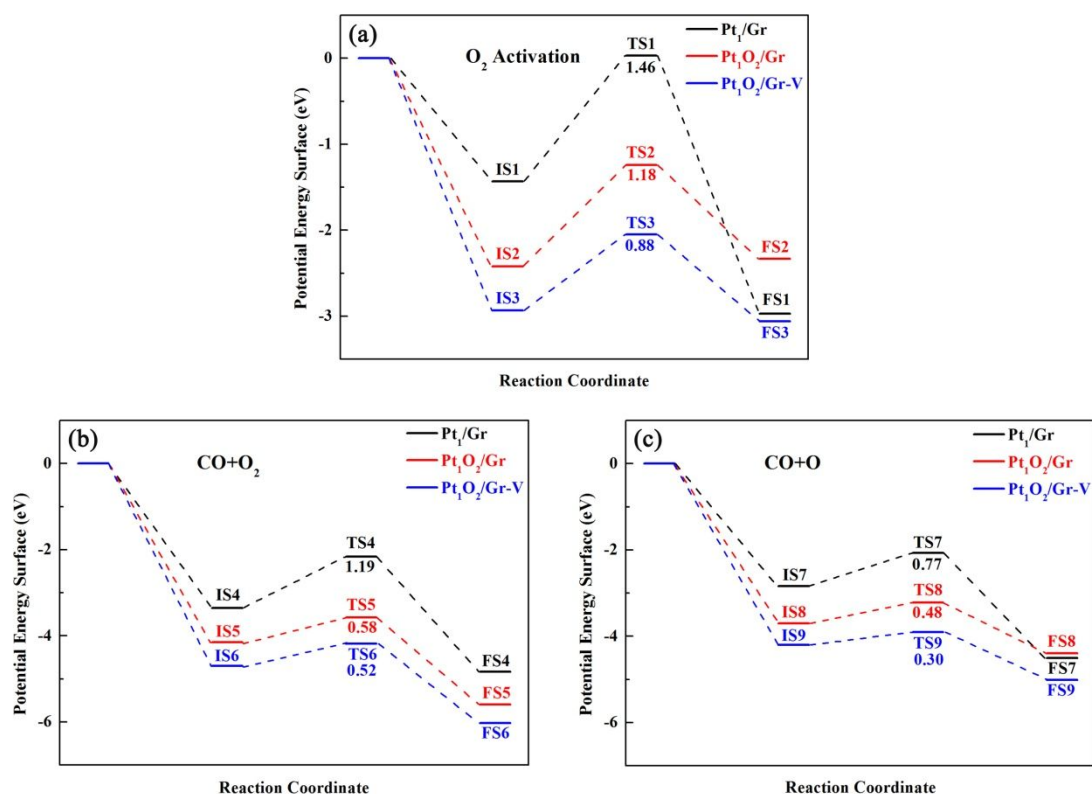 (a)
O₂ Activation
Pt₁/Gr
Pt₁O₂/Gr
Pt₁O₂/Gr-V
Potential Energy Surface (eV)
0
-1
-2
-3
IS1
TS1
1.46
FS1
IS2
TS2
1.18
FS2
IS3
TS3
0.88
FS3
Reaction Coordinate
(b)
CO+O₂
Pt₁/Gr
Pt₁O₂/Gr
Pt₁O₂/Gr-V
Potential Energy Surface (eV)
0
-2
-4
-6
IS4
TS4
1.19
FS4
IS5
TS5
0.58
FS5
IS6
TS6
0.52
FS6
Reaction Coordinate
(c)
CO+O
Pt₁/Gr
Pt₁O₂/Gr
Pt₁O₂/Gr-V
Potential Energy Surface (eV)
0
-2
-4
-6
IS7
TS7
0.77
FS7
IS8
TS8
0.48
FS8
IS9
TS9
0.30
FS9
Reaction Coordinate